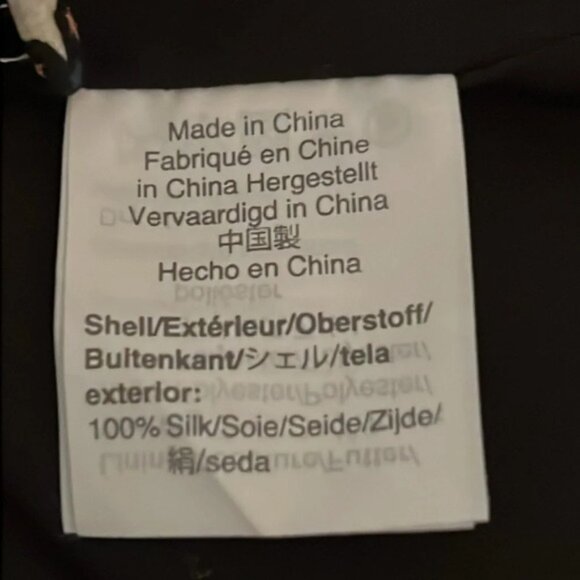 Made in China
Fabriqué en Chine
in China Hergestellt
Vervaardigd in China
中国製
Hecho en China
Shell/Extérieur/Oberstoff/
Buitenkant/シェル/tela
exterior:
100% Silk/Soie/Seide/Zijde/
絹/seda